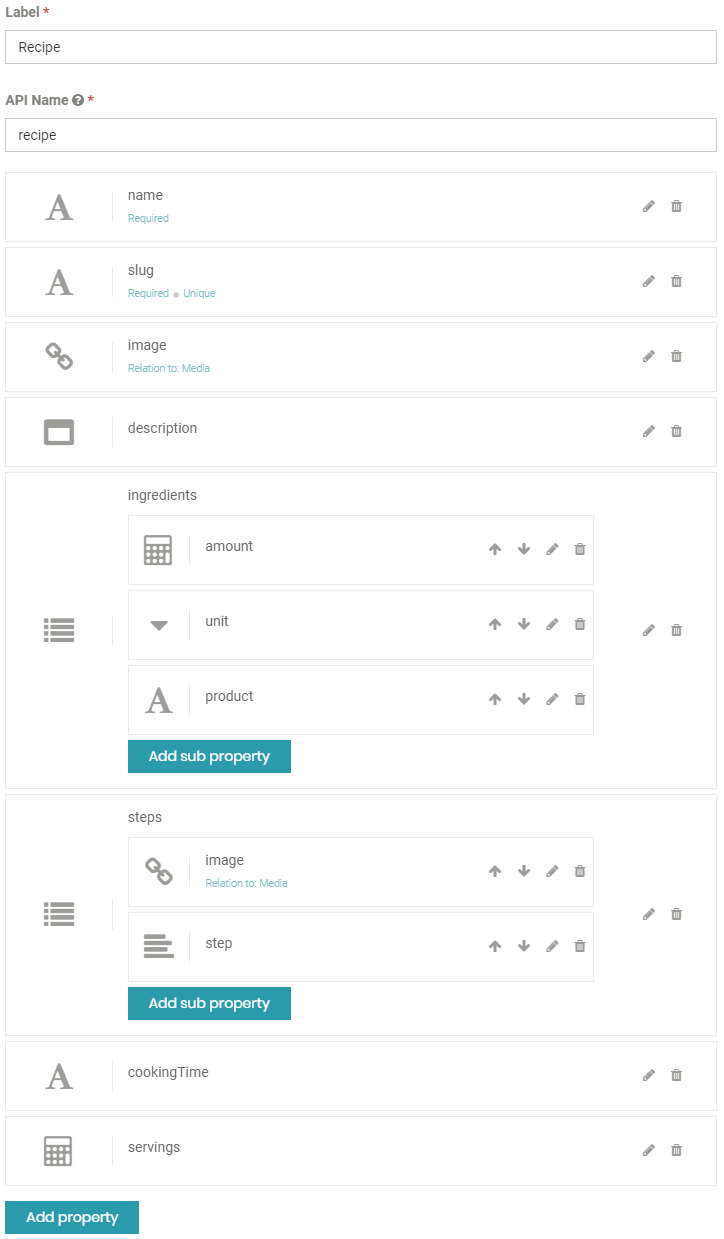 Label *
Recipe
API Name ? *
recipe
name
Required
slug
Required • Unique
image
Relation to: Media
description
ingredients
amount
unit
product
Add sub property
steps
image
Relation to: Media
step
Add sub property
cookingTime
servings
Add property